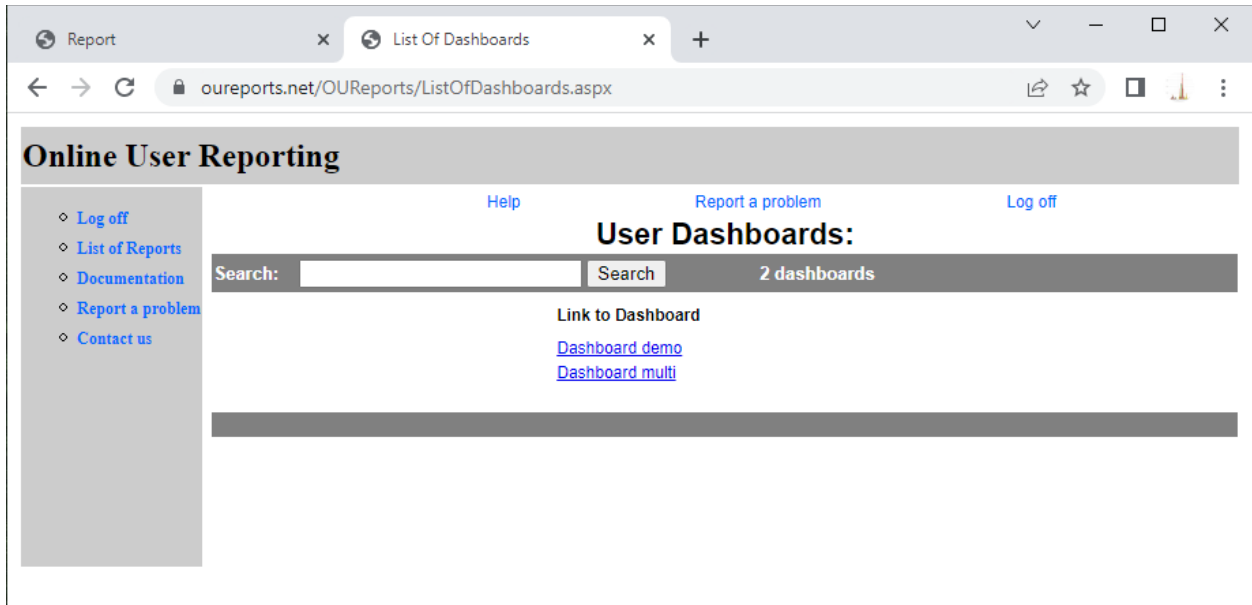 Report
List Of Dashboards
oureports.net/OUReports/ListOfDashboards.aspx
Online User Reporting
Log off
List of Reports
Documentation
Report a problem
Contact us
Help Report a problem Log off
User Dashboards:
Search: Search 2 dashboards
Link to Dashboard
Dashboard demo
Dashboard multi